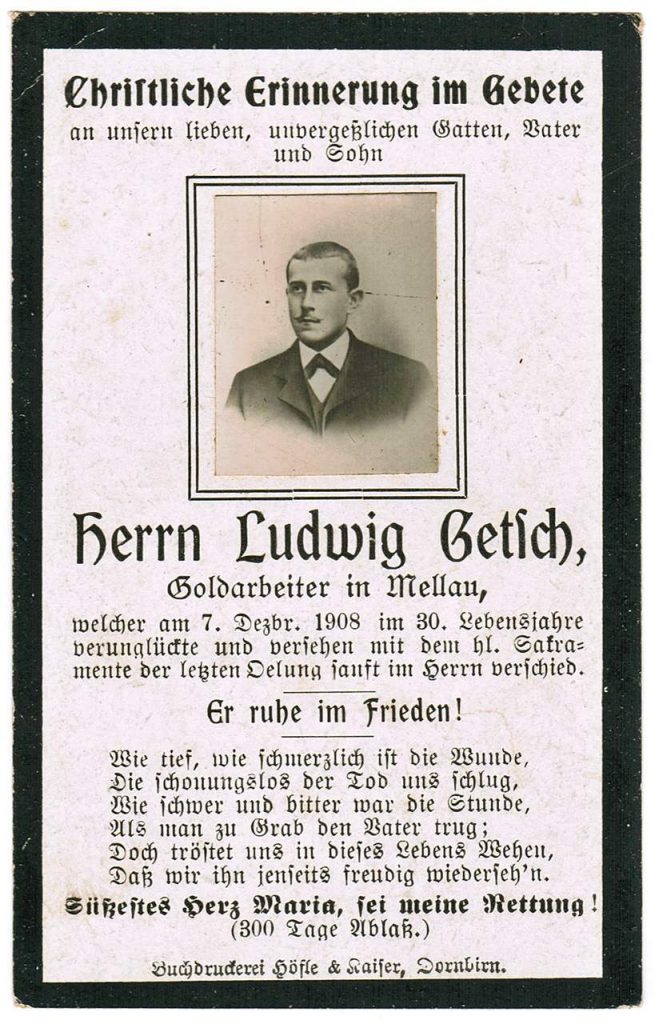 Christliche Erinnerung im Gebete
an unsern lieben, unvergeßlichen Gatten, Vater
und Sohn
Herrn Ludwig Getsch,
Goldarbeiter in Mellau,
welcher am 7. Dezbr. 1908 im 30. Lebensjahre
verunglückte und versehen mit dem hl. Sakra=
mente der letzten Oelung sanft im Herrn verschied.
Er ruhe im Frieden!
Wie tief, wie schmerzlich ist die Wunde,
Die schonungslos der Tod uns schlug,
Wie schwer und bitter war die Stunde,
Als man zu Grab den Vater trug;
Doch tröstet uns in dieses Lebens Wehen,
Daß wir ihn jenseits freudig wiederseh'n.
Süßestes Herz Maria, sei meine Rettung!
(300 Tage Ablaß.)
Buchdruckerei Höfle & Kaiser, Dornbirn.